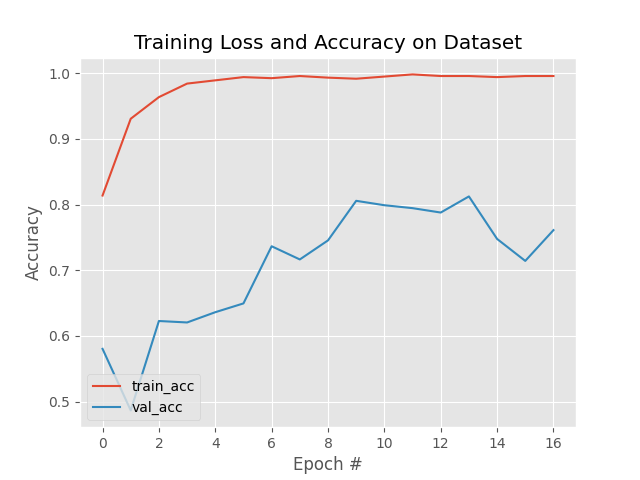 Training Loss and Accuracy on Dataset
1.0
0.9
0.8
0.7
0.6
0.5
Accuracy
train_acc
val_acc
0 2 4 6 8 10 12 14 16
Epoch #